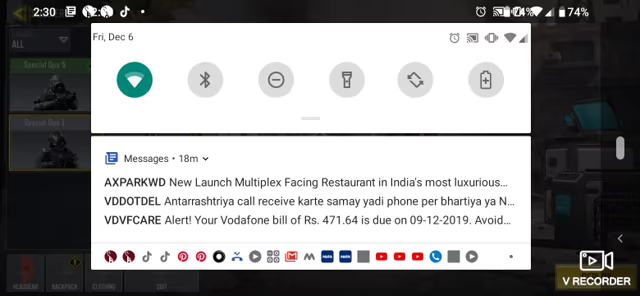 2:30
74%
ALL
Fri, Dec 6
Special Ops 5
Special Ops 1
Messages • 18m
AXPARKWD New Launch Multiplex Facing Restaurant in India's most luxurious...
VDDOTDEL Antarrashtriya call receive karte samay yadi phone per bhartiya ya N...
VDVFCARE Alert! Your Vodafone bill of Rs. 471.64 is due on 09-12-2019. Avoid...
HEADGEAR
BACKPACK
CLOTHING
V RECORDER